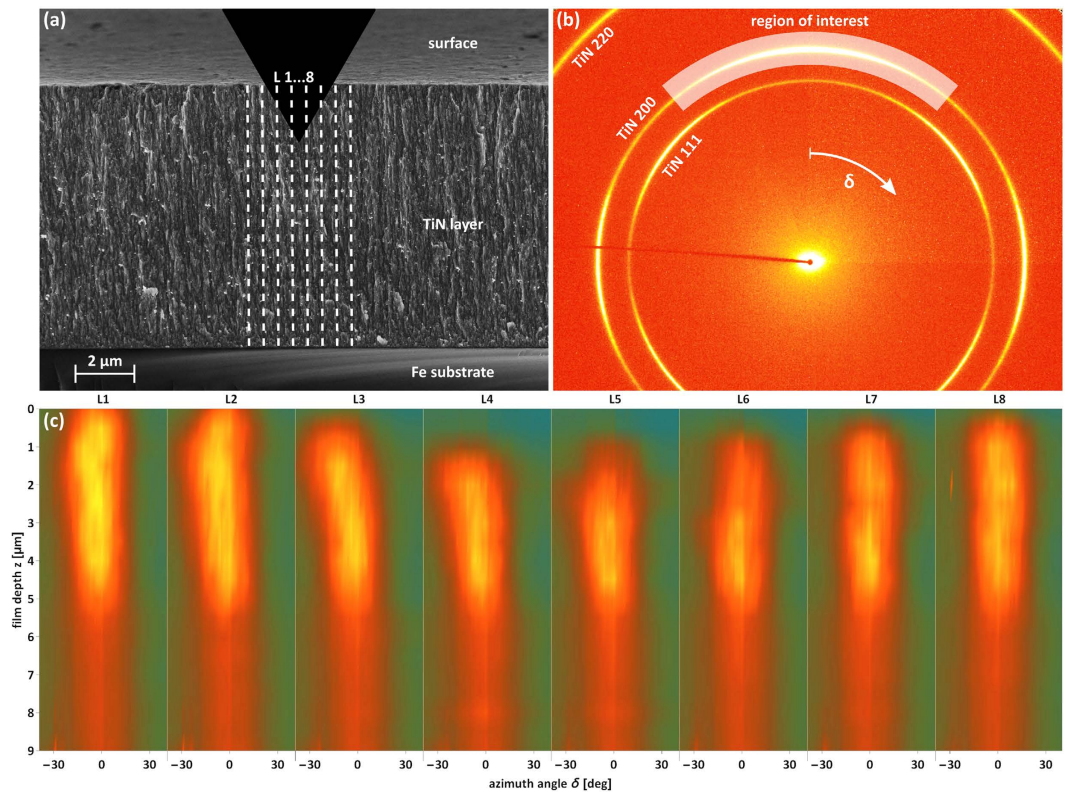 (a)
surface
L 1...8
TiN layer
2 µm
Fe substrate
(b)
region of interest
TiN 220
TiN 200
TiN 111
δ
L1 L2 L3 L4 L5 L6 L7 L8
(c)
film depth z [µm]
0
1
2
3
4
5
6
7
8
9
−30 0 30 −30 0 30 −30 0 30 −30 0 30 −30 0 30 −30 0 30 −30 0 30 −30 0 30
azimuth angle δ [deg]